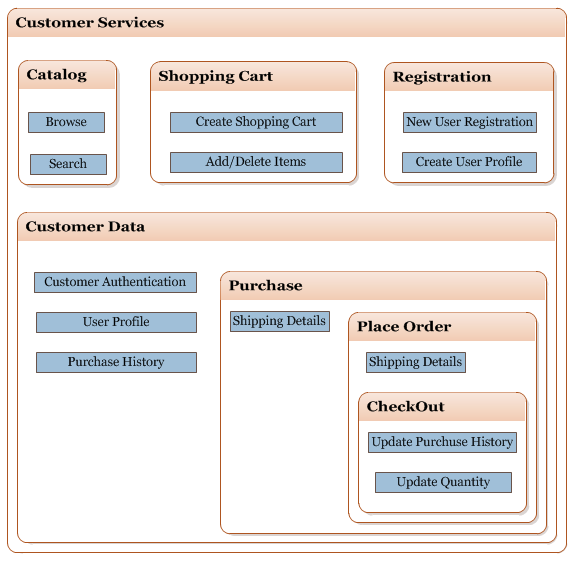 Customer Services
Catalog
Browse
Search
Shopping Cart
Create Shopping Cart
Add/Delete Items
Registration
New User Registration
Create User Profile
Customer Data
Customer Authentication
User Profile
Purchase History
Purchase
Shipping Details
Place Order
Shipping Details
CheckOut
Update Purchuse History
Update Quantity